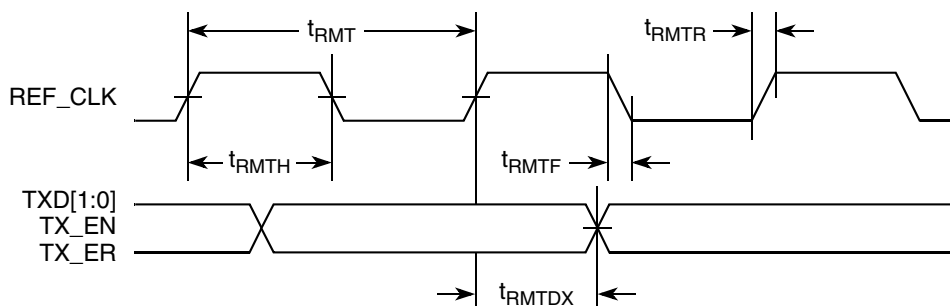 tRMT
tRMTR
REF_CLK
tRMTH
tRMTF
TXD[1:0]
TX_EN
TX_ER
tRMTDX